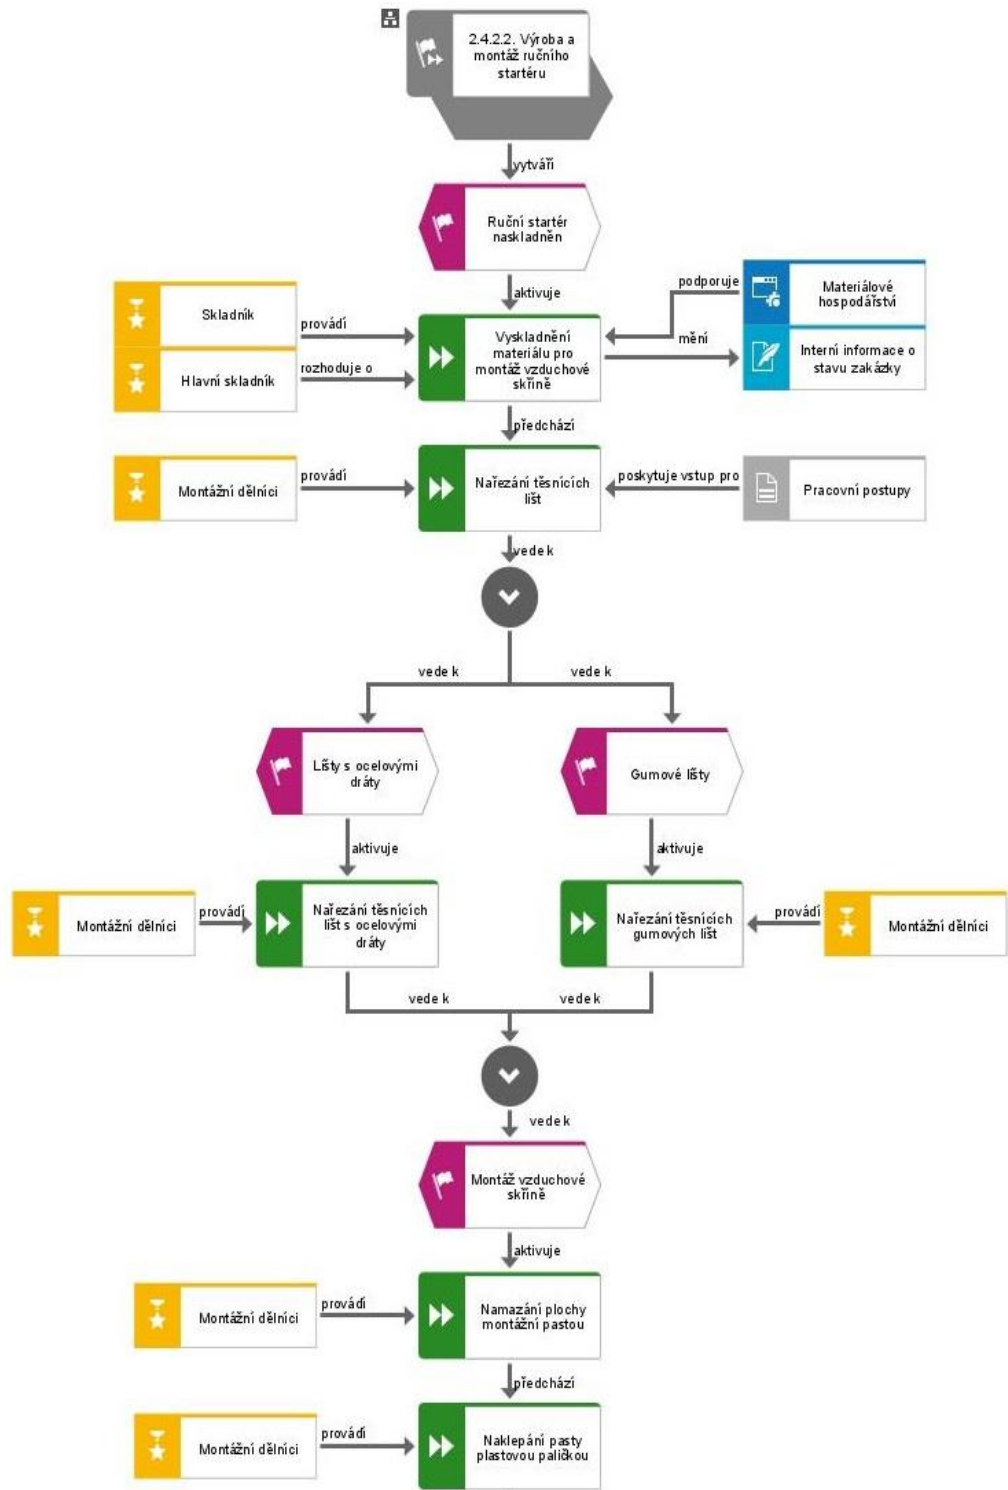 2.4.2.2. Výroba a
montáž ručního
startéru
vytváří
Ruční startér
naskladněn
aktivuje
podporuje
Materiálové
hospodářství
Skladník
provádí
Vyskladnění
materiálu pro
montáž vzduchové
skříně
mění
Interní informace o
stavu zakázky
Hlavní skladník
rozhoduje o
předchází
Montážní dělníci
provádí
Nařezání těsnících
lišt
poskytuje vstup pro
Pracovní postupy
vede k
vede k
vede k
Lišty s ocelovými
dráty
Gumové lišty
aktivuje
aktivuje
Montážní dělníci
provádí
Nařezání těsnících
lišt s ocelovými
dráty
Nařezání těsnících
gumových lišt
provádí
Montážní dělníci
vede k
vede k
vede k
Montáž vzduchové
skříně
aktivuje
Montážní dělníci
provádí
Namazání plochy
montážní pastou
předchází
Montážní dělníci
provádí
Naklepání pasty
plastovou paličkou